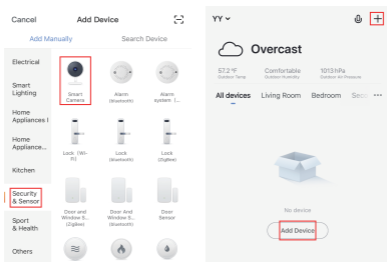 Cancel
Add Device
Add Manually
Search Device
Electrical
Smart
Lighting
Home
Appliances I
Home
Appliance...
Kitchen
Security
& Sensor
Sport
& Health
Others
Smart
Camera
Alarm
(Bluetooth)
Alarm
system (...
Lock (Wi-
Fi)
Lock
(Bluetooth)
Lock
(ZigBee)
Door and
Window S...
(ZigBee)
Door And
Window S...
(Bluetooth)
Door
Sensor
YY
Overcast
57.2 °F
Outdoor Temp
Comfortable
Outdoor Humidity
1013 hPa
Outdoor Air Pressure
All devices
Living Room
Bedroom
No device
Add Device